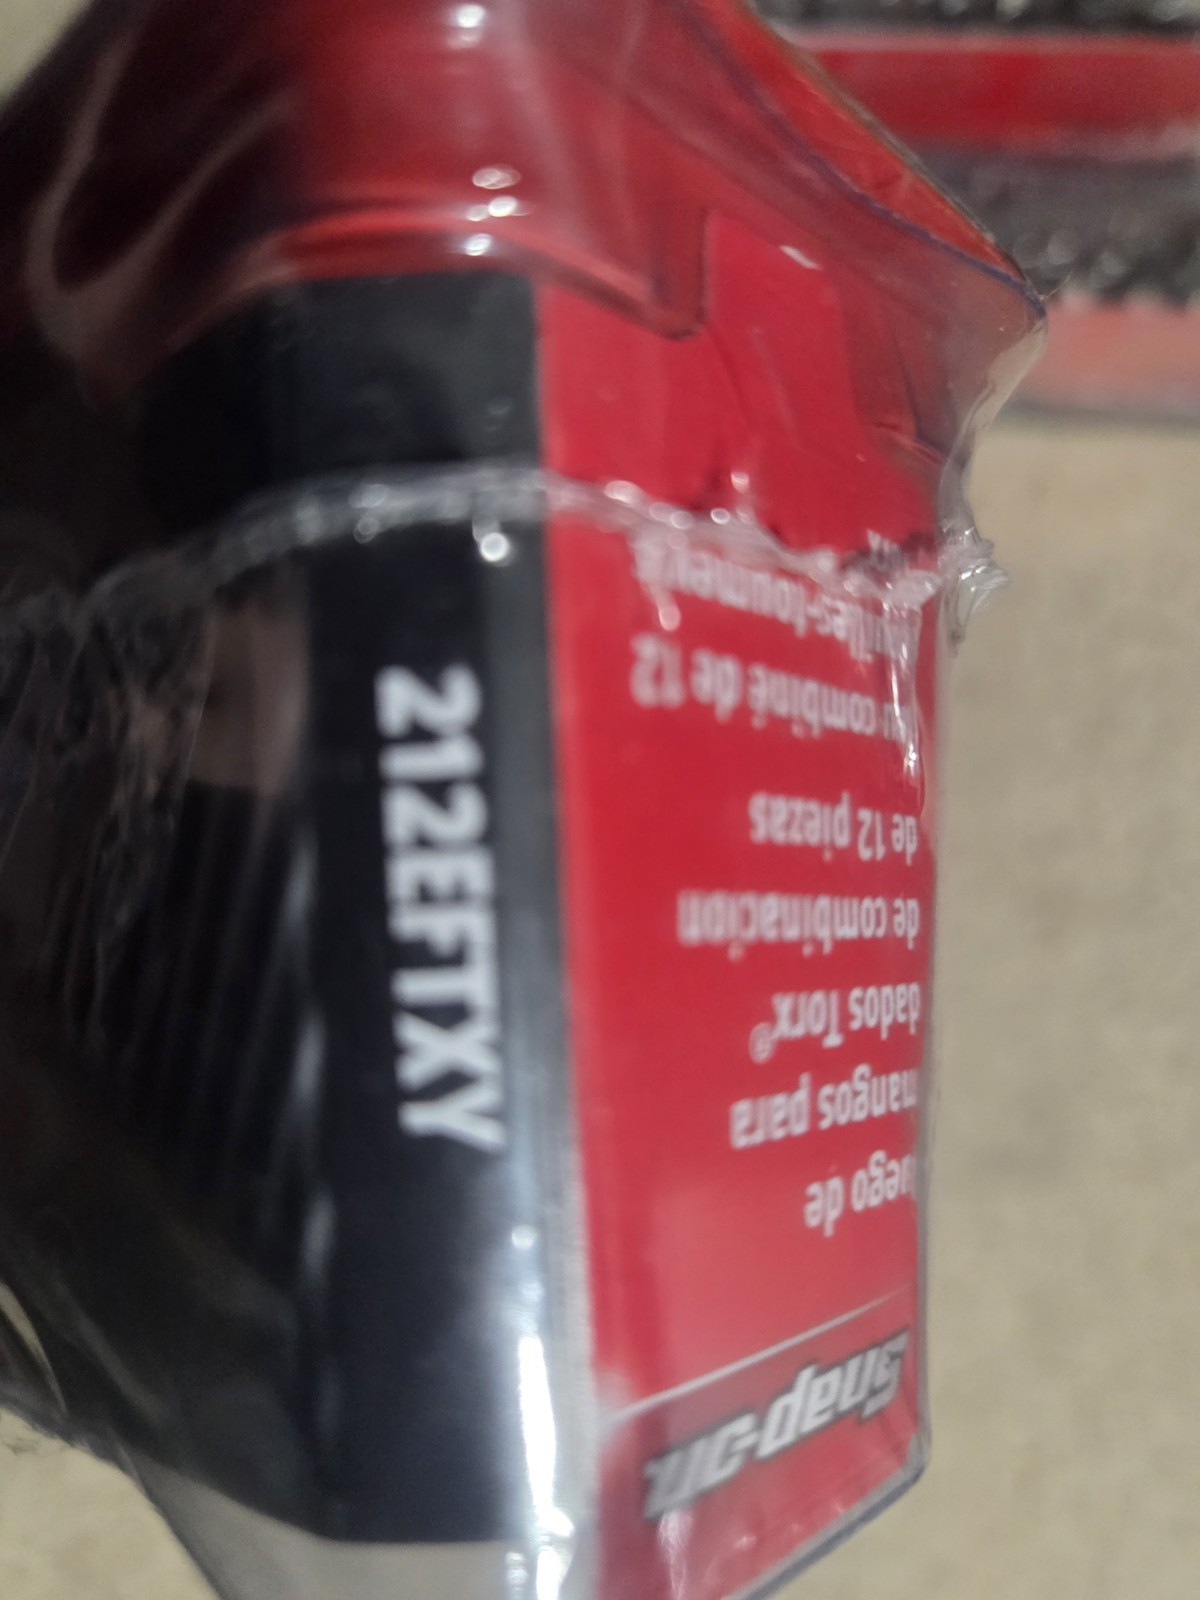 212EFTXY
Snap-on
Juego de
mangos para
dados Torx®
de combinación
de 12 piezas
combiné de 12